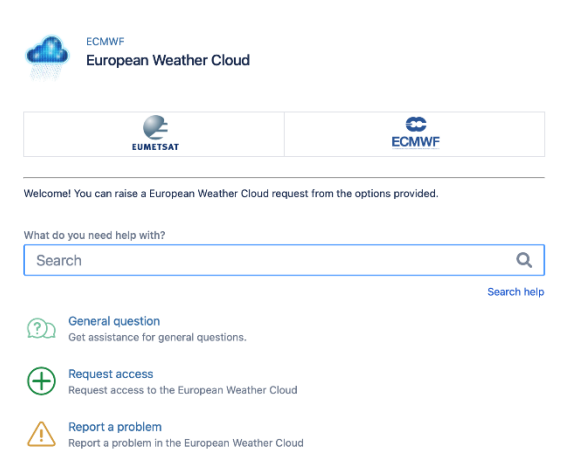 ECMWF
European Weather Cloud
EUMETSAT
ECMWF
Welcome! You can raise a European Weather Cloud request from the options provided.
What do you need help with?
Search
Search help
General question
Get assistance for general questions.
Request access
Request access to the European Weather Cloud
Report a problem
Report a problem in the European Weather Cloud